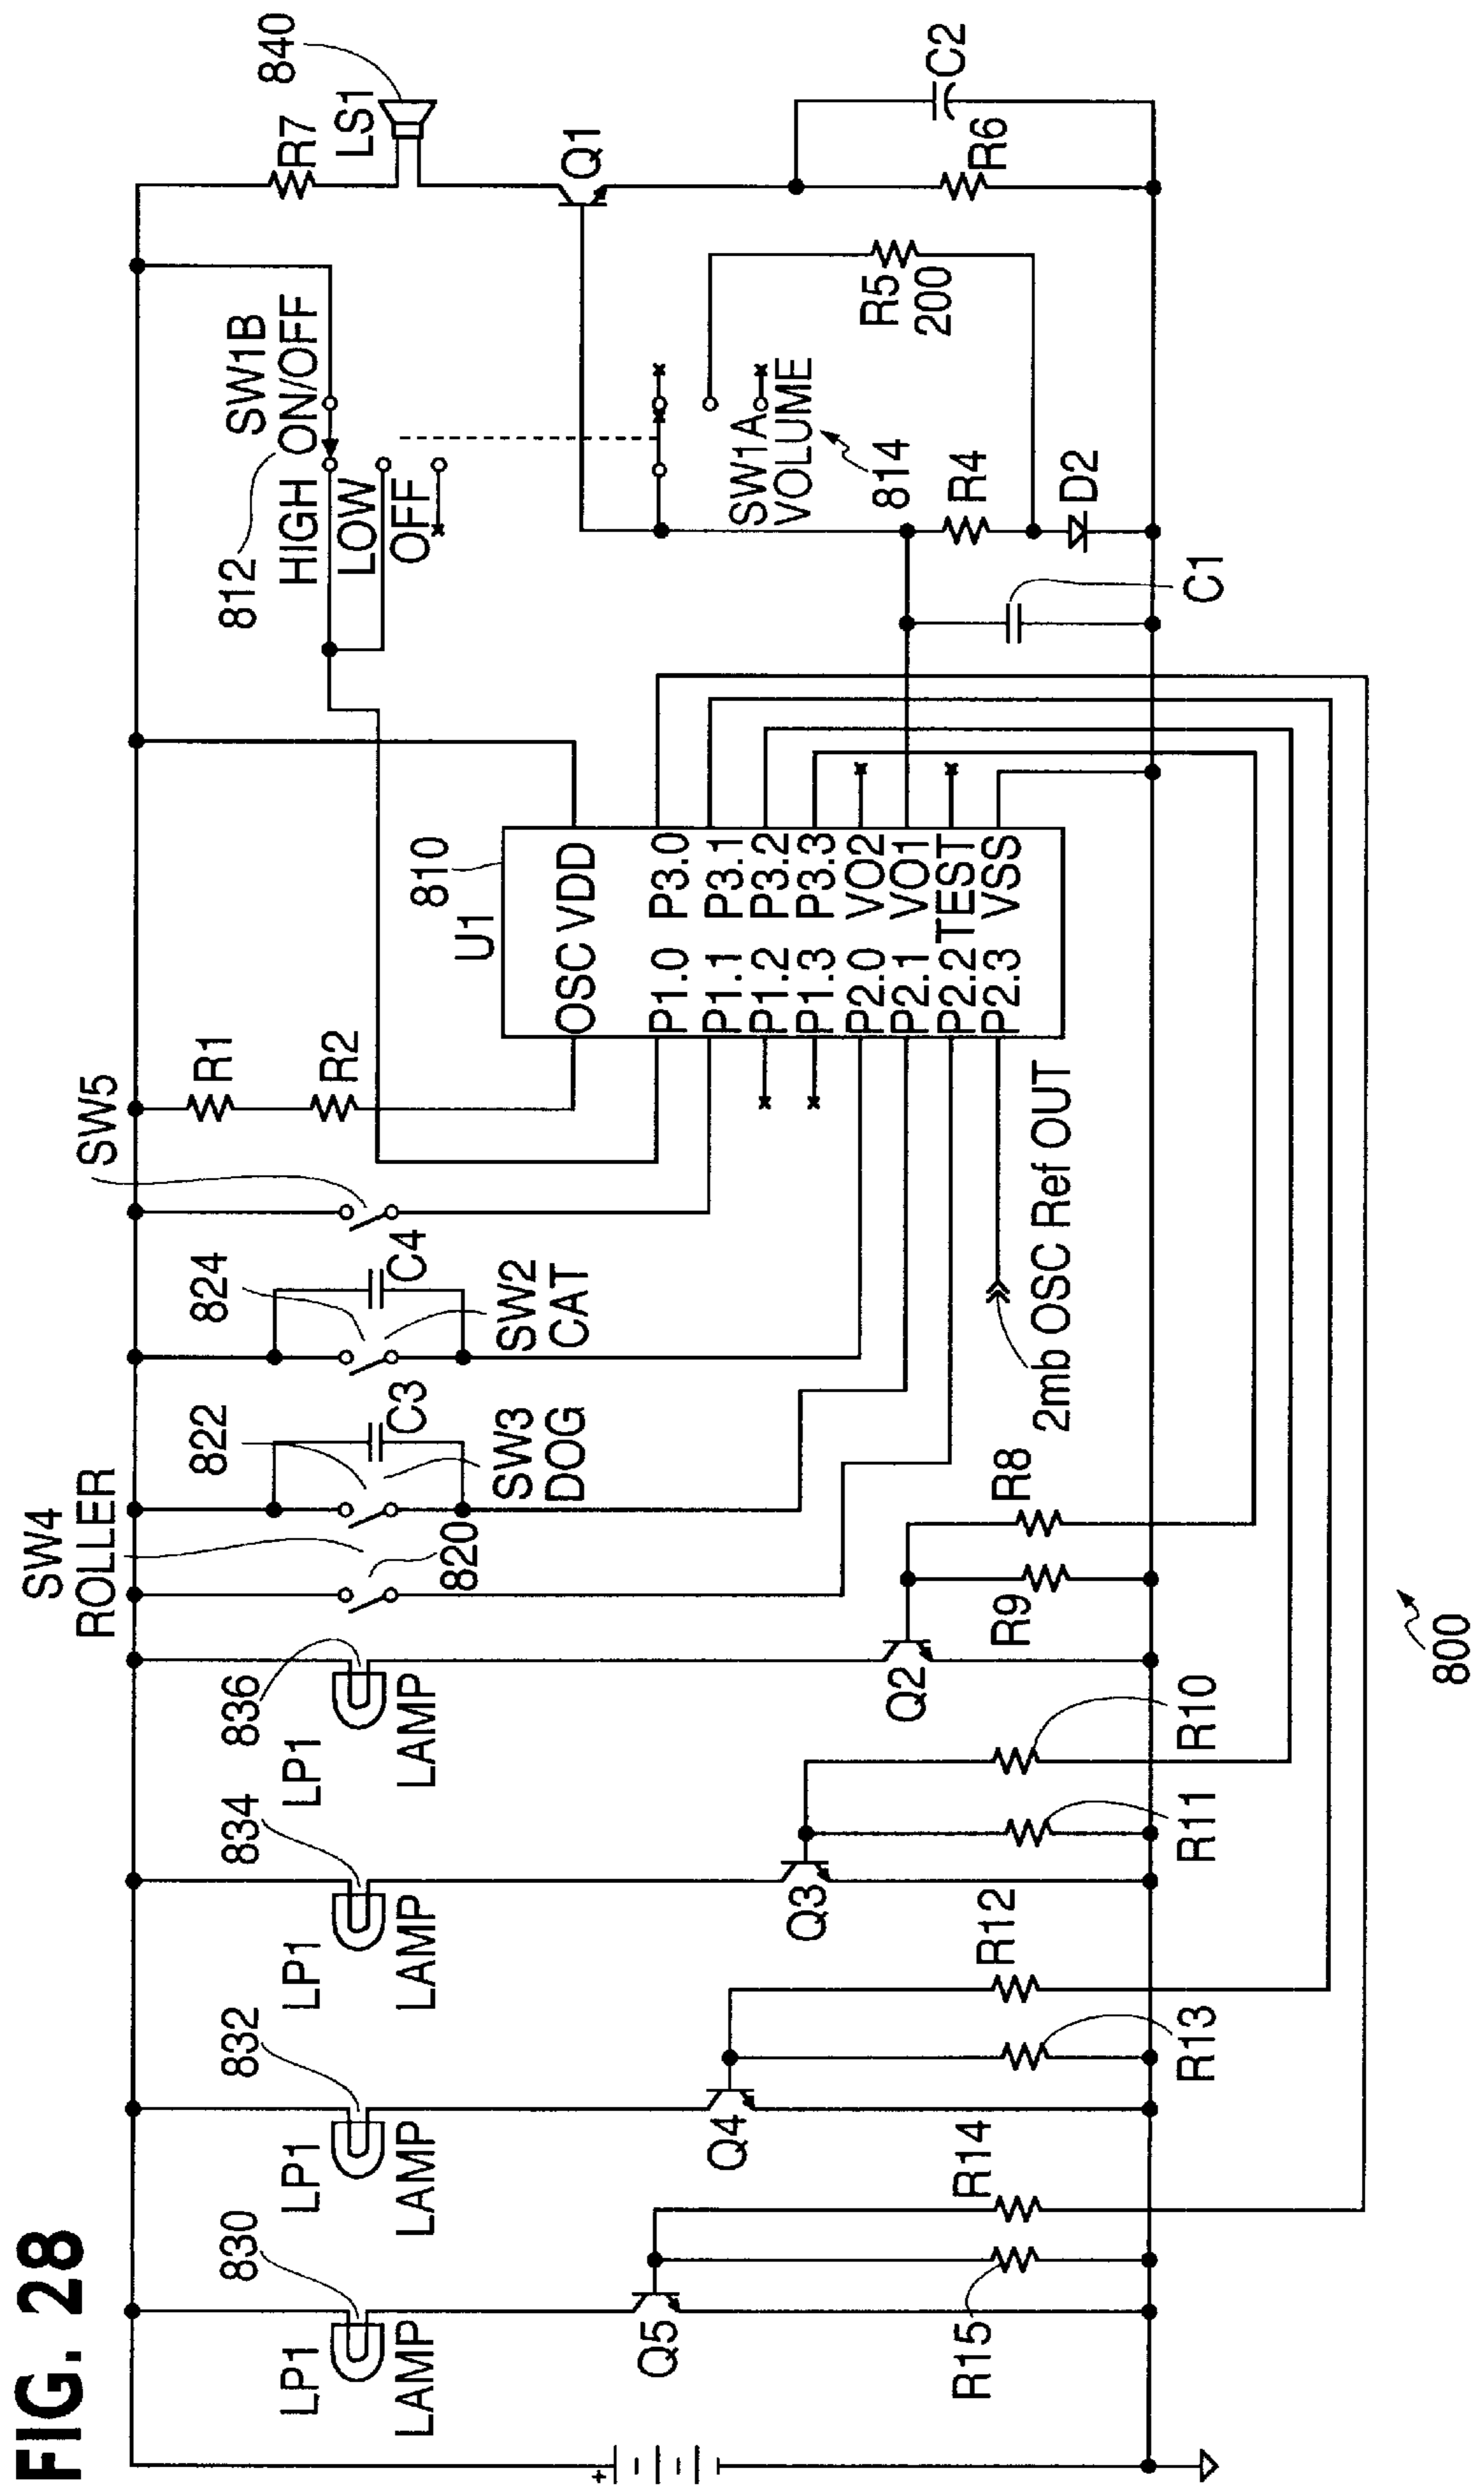 FIG. 28
SW4
ROLLER
SW5
830
832
834
836
822
824
812
840
LP1
LAMP
LP1
LAMP
LP1
LAMP
LP1
LAMP
820
C3
SW3
DOG
C4
SW2
CAT
R1
R2
SW1B
HIGH ON/OFF
LOW
OFF
R7
LS1
U1
810
OSC VDD
P1.0 P3.0
P1.1 P3.1
P1.2 P3.2
P1.3 P3.3
P2.0 VO2
P2.1 VO1
P2.2 TEST
P2.3 VSS
Q1
SW1A
VOLUME
814
R5
200
R6
C2
R4
D2
C1
2mb OSC Ref OUT
Q5
Q4
Q3
Q2
R15
R14
R13
R12
R11
R10
R9
R8
+
800